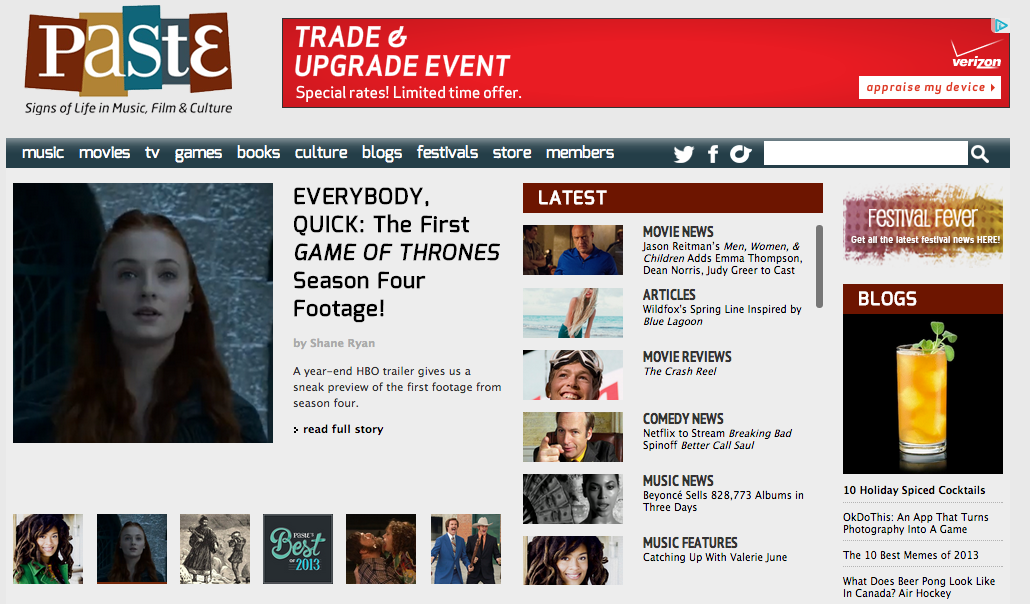 PASTE
Signs of Life in Music, Film & Culture
TRADE &
UPGRADE EVENT
Special rates! Limited time offer.
verizon
appraise my device
music movies tv games books culture blogs festivals store members
EVERYBODY,
QUICK: The First
GAME OF THRONES
Season Four
Footage!
by Shane Ryan
A year-end HBO trailer gives us a
sneak preview of the first footage from
season four.
read full story
PASTE'S
Best
OF 2013
LATEST
MOVIE NEWS
Jason Reitman's Men, Women, &
Children Adds Emma Thompson,
Dean Norris, Judy Greer to Cast
ARTICLES
Wildfox's Spring Line Inspired by
Blue Lagoon
MOVIE REVIEWS
The Crash Reel
COMEDY NEWS
Netflix to Stream Breaking Bad
Spinoff Better Call Saul
MUSIC NEWS
Beyoncé Sells 828,773 Albums in
Three Days
MUSIC FEATURES
Catching Up With Valerie June
FESTIVAL FEVER
Get all the latest festival news HERE!
BLOGS
10 Holiday Spiced Cocktails
OkDoThis: An App That Turns
Photography Into A Game
The 10 Best Memes of 2013
What Does Beer Pong Look Like
In Canada? Air Hockey